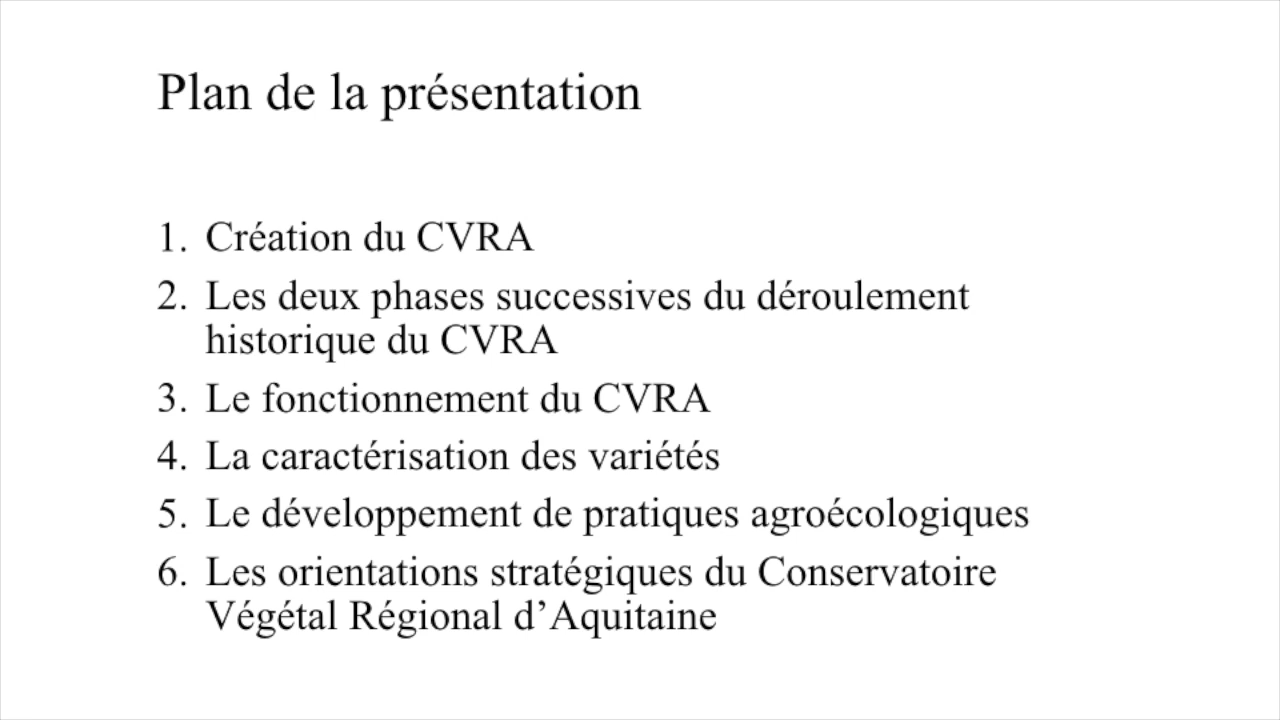 Plan de la présentation
1. Création du CVRA
2. Les deux phases successives du déroulement
historique du CVRA
3. Le fonctionnement du CVRA
4. La caractérisation des variétés
5. Le développement de pratiques agroécologiques
6. Les orientations stratégiques du Conservatoire
Végétal Régional d’Aquitaine